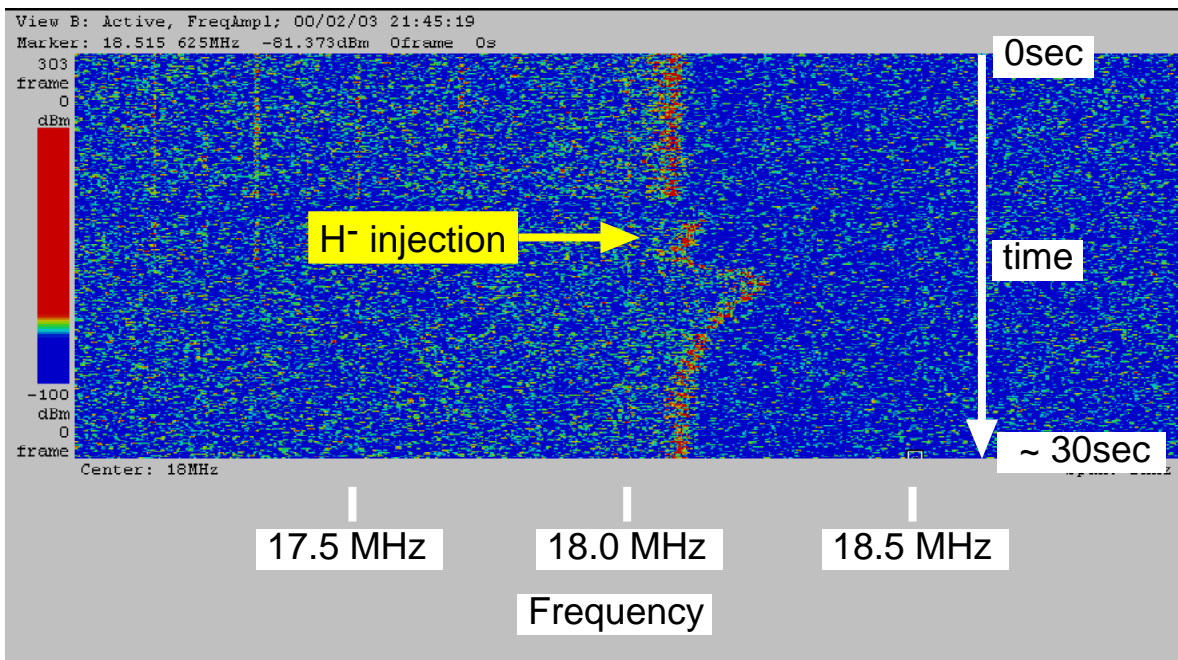 View B: Active, FreqAmpl; 00/02/03 21:45:19
Marker: 18.515 625MHz -81.373dBm 0frame 0s
303
frame
0
dBm
-100
dBm
0
frame
0sec
H- injection
time
~ 30sec
Center: 18MHz
17.5 MHz
18.0 MHz
18.5 MHz
Frequency